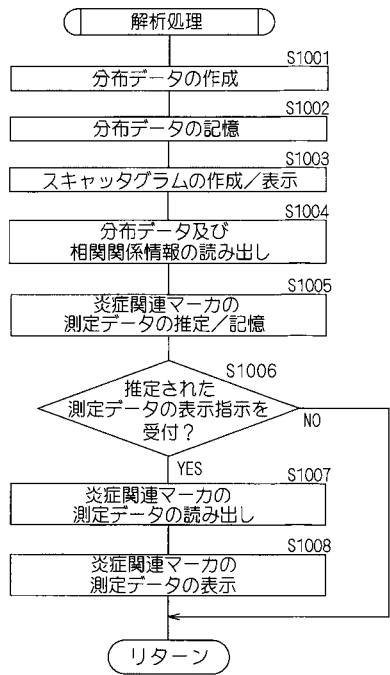 解析処理
S1001
分布データの作成
S1002
分布データの記憶
S1003
スキャッタグラムの作成／表示
S1004
分布データ及び
相関関係情報の読み出し
S1005
炎症関連マーカの
測定データの推定／記憶
S1006
推定された
測定データの表示指示を
受付？
NO
YES
S1007
炎症関連マーカの
測定データの読み出し
S1008
炎症関連マーカの
測定データの表示
リターン